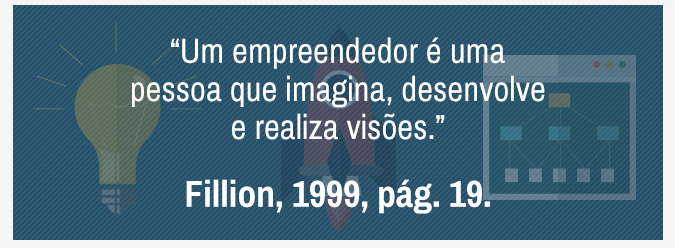 “Um empreendedor é uma
pessoa que imagina, desenvolve
e realiza visões.”
Fillion, 1999, pág. 19.